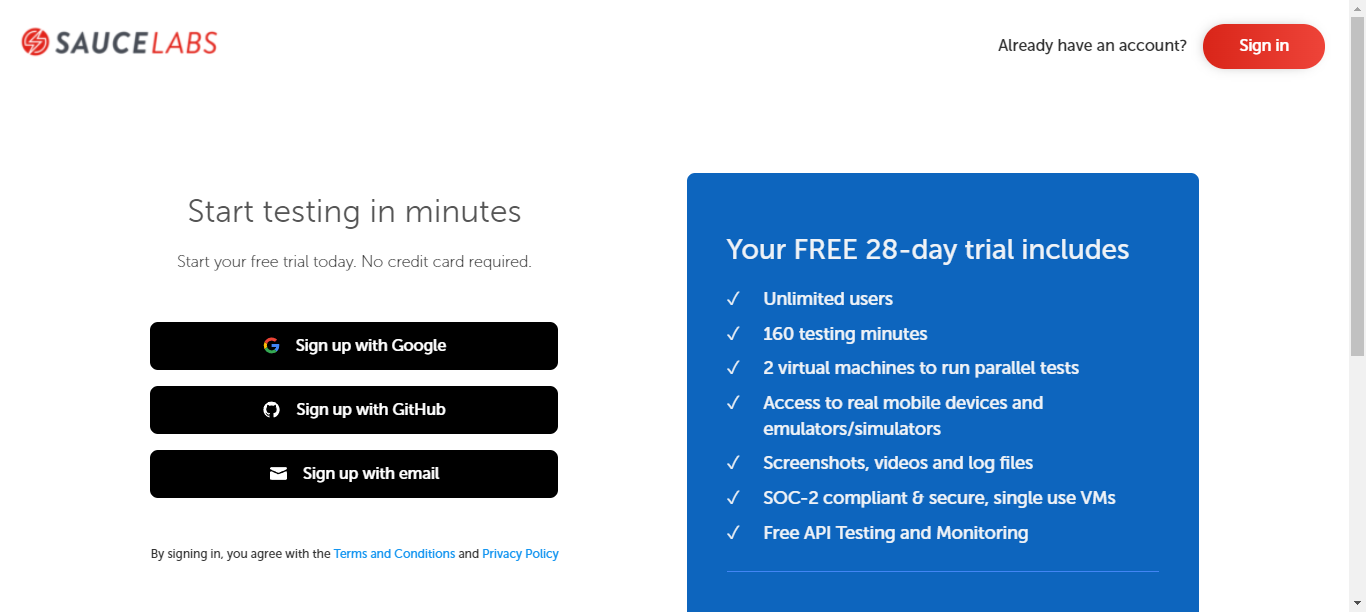 SAUCELABS
Already have an account?
Sign in
Start testing in minutes
Start your free trial today. No credit card required.
Sign up with Google
Sign up with GitHub
Sign up with email
By signing in, you agree with the Terms and Conditions and Privacy Policy
Your FREE 28-day trial includes
✓ Unlimited users
✓ 160 testing minutes
✓ 2 virtual machines to run parallel tests
✓ Access to real mobile devices and
emulators/simulators
✓ Screenshots, videos and log files
✓ SOC-2 compliant & secure, single use VMs
✓ Free API Testing and Monitoring